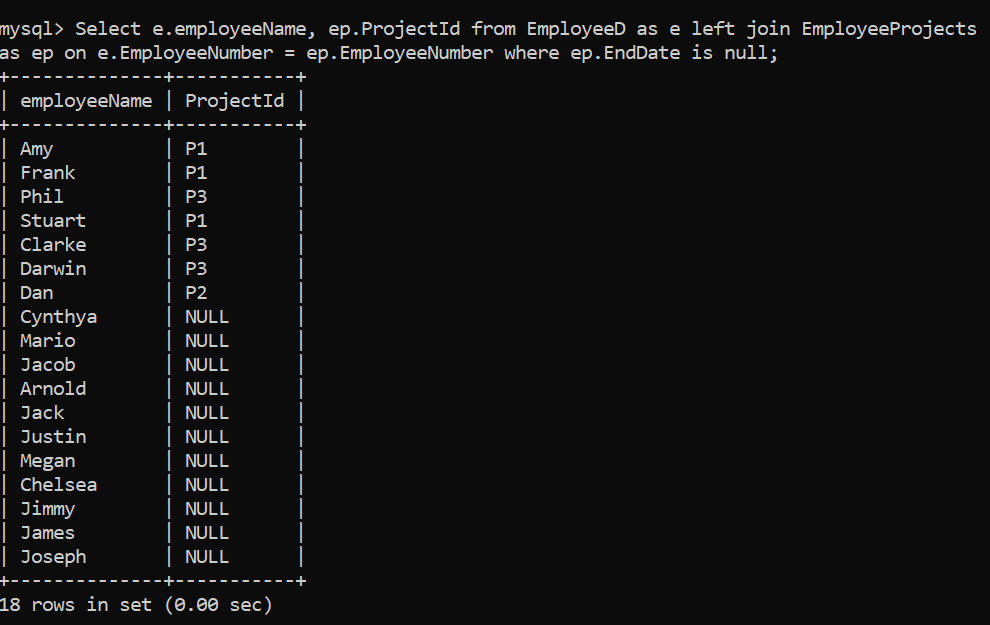 mysql> Select e.employeeName, ep.ProjectId from EmployeeD as e left join EmployeeProjects
as ep on e.EmployeeNumber = ep.EmployeeNumber where ep.EndDate is null;
+--------------+-----------+
| employeeName | ProjectId |
+--------------+-----------+
| Amy          | P1        |
| Frank        | P1        |
| Phil         | P3        |
| Stuart       | P1        |
| Clarke       | P3        |
| Darwin       | P3        |
| Dan          | P2        |
| Cynthya      | NULL      |
| Mario        | NULL      |
| Jacob        | NULL      |
| Arnold       | NULL      |
| Jack         | NULL      |
| Justin       | NULL      |
| Megan        | NULL      |
| Chelsea      | NULL      |
| Jimmy        | NULL      |
| James        | NULL      |
| Joseph       | NULL      |
+--------------+-----------+
18 rows in set (0.00 sec)